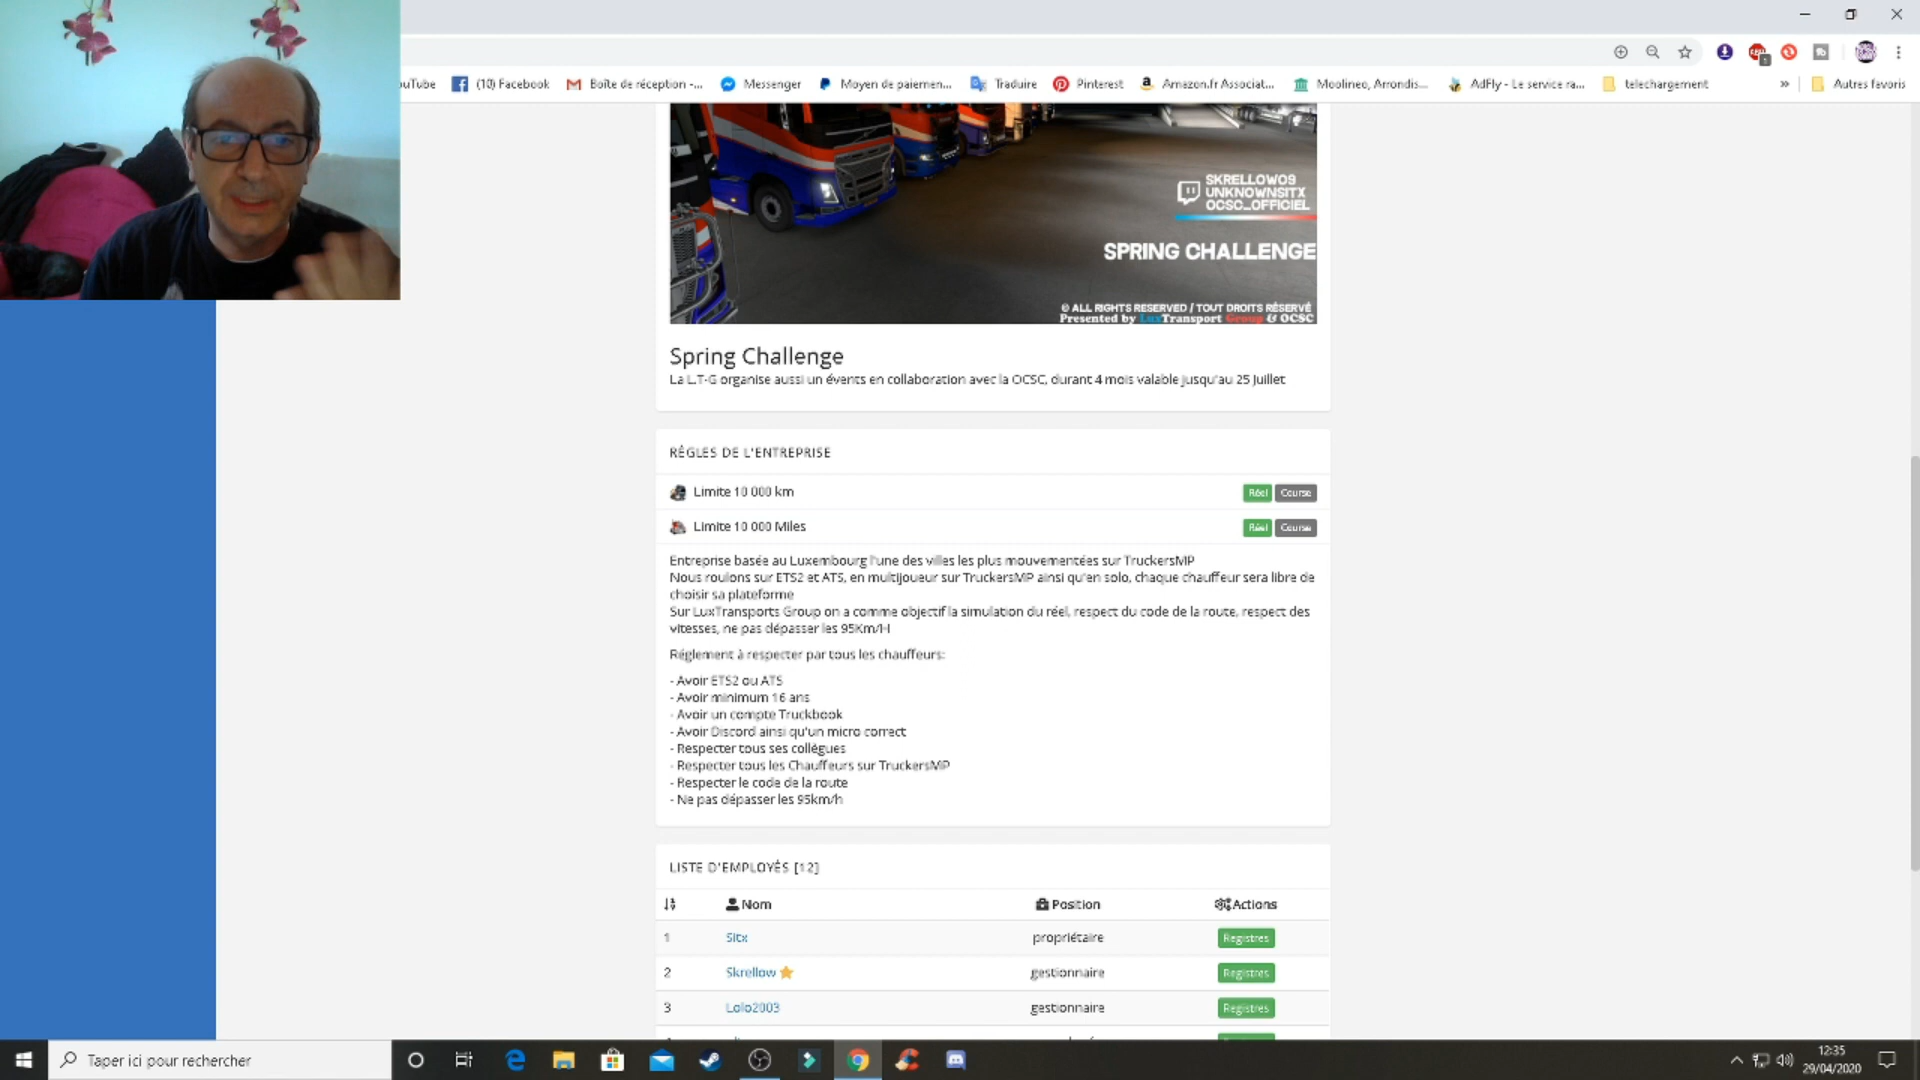 ouTube
(10) Facebook
Boîte de réception -...
Messenger
Moyen de paiemen...
Traduire
Pinterest
Amazon.fr Associat...
Moolineo, Arrondis...
AdFly - Le service ra...
telechargement
»
Autres favoris
SKRELLOW09
UNKNOWNSITX
OCSC_OFFICIEL
SPRING CHALLENGE
© ALL RIGHTS RESERVED / TOUT DROITS RÉSERVÉ
Presented by LuxTransport Group & OCSC
Spring Challenge
La L.T-G organise aussi un évents en collaboration avec la OCSC, durant 4 mois valable jusqu'au 25 Juillet
RÈGLES DE L'ENTREPRISE
Limite 10 000 km Réel Course
Limite 10 000 Miles Réel Course
Entreprise basée au Luxembourg l'une des villes les plus mouvementées sur TruckersMP
Nous roulons sur ETS2 et ATS, en multijoueur sur TruckersMP ainsi qu'en solo, chaque chauffeur sera libre de
choisir sa plateforme
Sur LuxTransports Group on a comme objectif la simulation du réel, respect du code de la route, respect des
vitesses, ne pas dépasser les 95Km/H
Réglement à respecter par tous les chauffeurs:
- Avoir ETS2 ou ATS
- Avoir minimum 16 ans
- Avoir un compte Truckbook
- Avoir Discord ainsi qu'un micro correct
- Respecter tous ses collègues
- Respecter tous les Chauffeurs sur TruckersMP
- Respecter le code de la route
- Ne pas dépasser les 95km/h
LISTE D'EMPLOYÉS [12]
Nom Position Actions
1 Sitx propriétaire Registres
2 Skrellow gestionnaire Registres
3 Lolo2003 gestionnaire Registres
Taper ici pour rechercher
12:35
29/04/2020